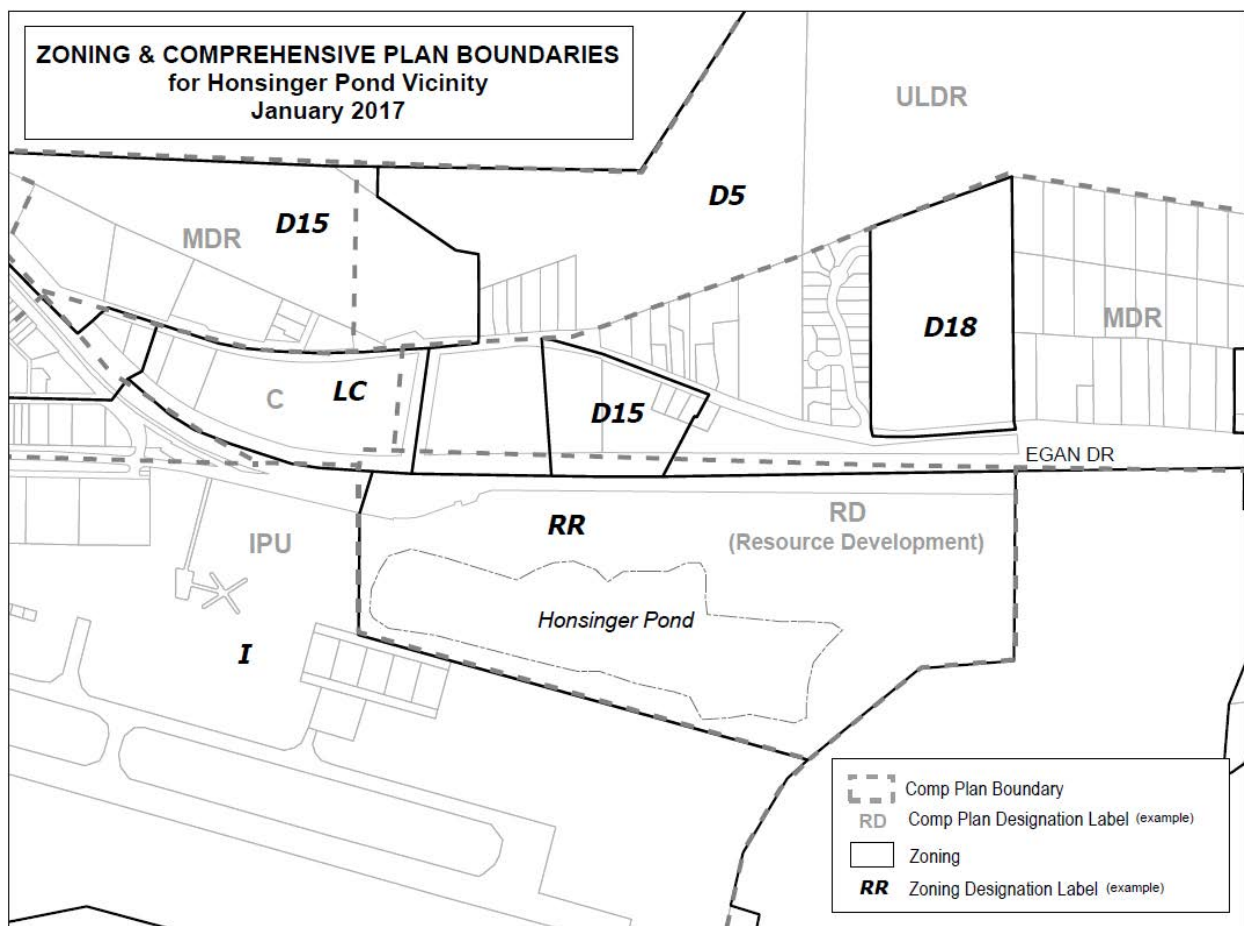 ZONING & COMPREHENSIVE PLAN BOUNDARIES
for Honsinger Pond Vicinity
January 2017
ULDR
D5
D15
MDR
D18
MDR
C
LC
D15
EGAN DR
RR
RD
(Resource Development)
IPU
Honsinger Pond
I
Comp Plan Boundary
RD Comp Plan Designation Label (example)
Zoning
RR Zoning Designation Label (example)